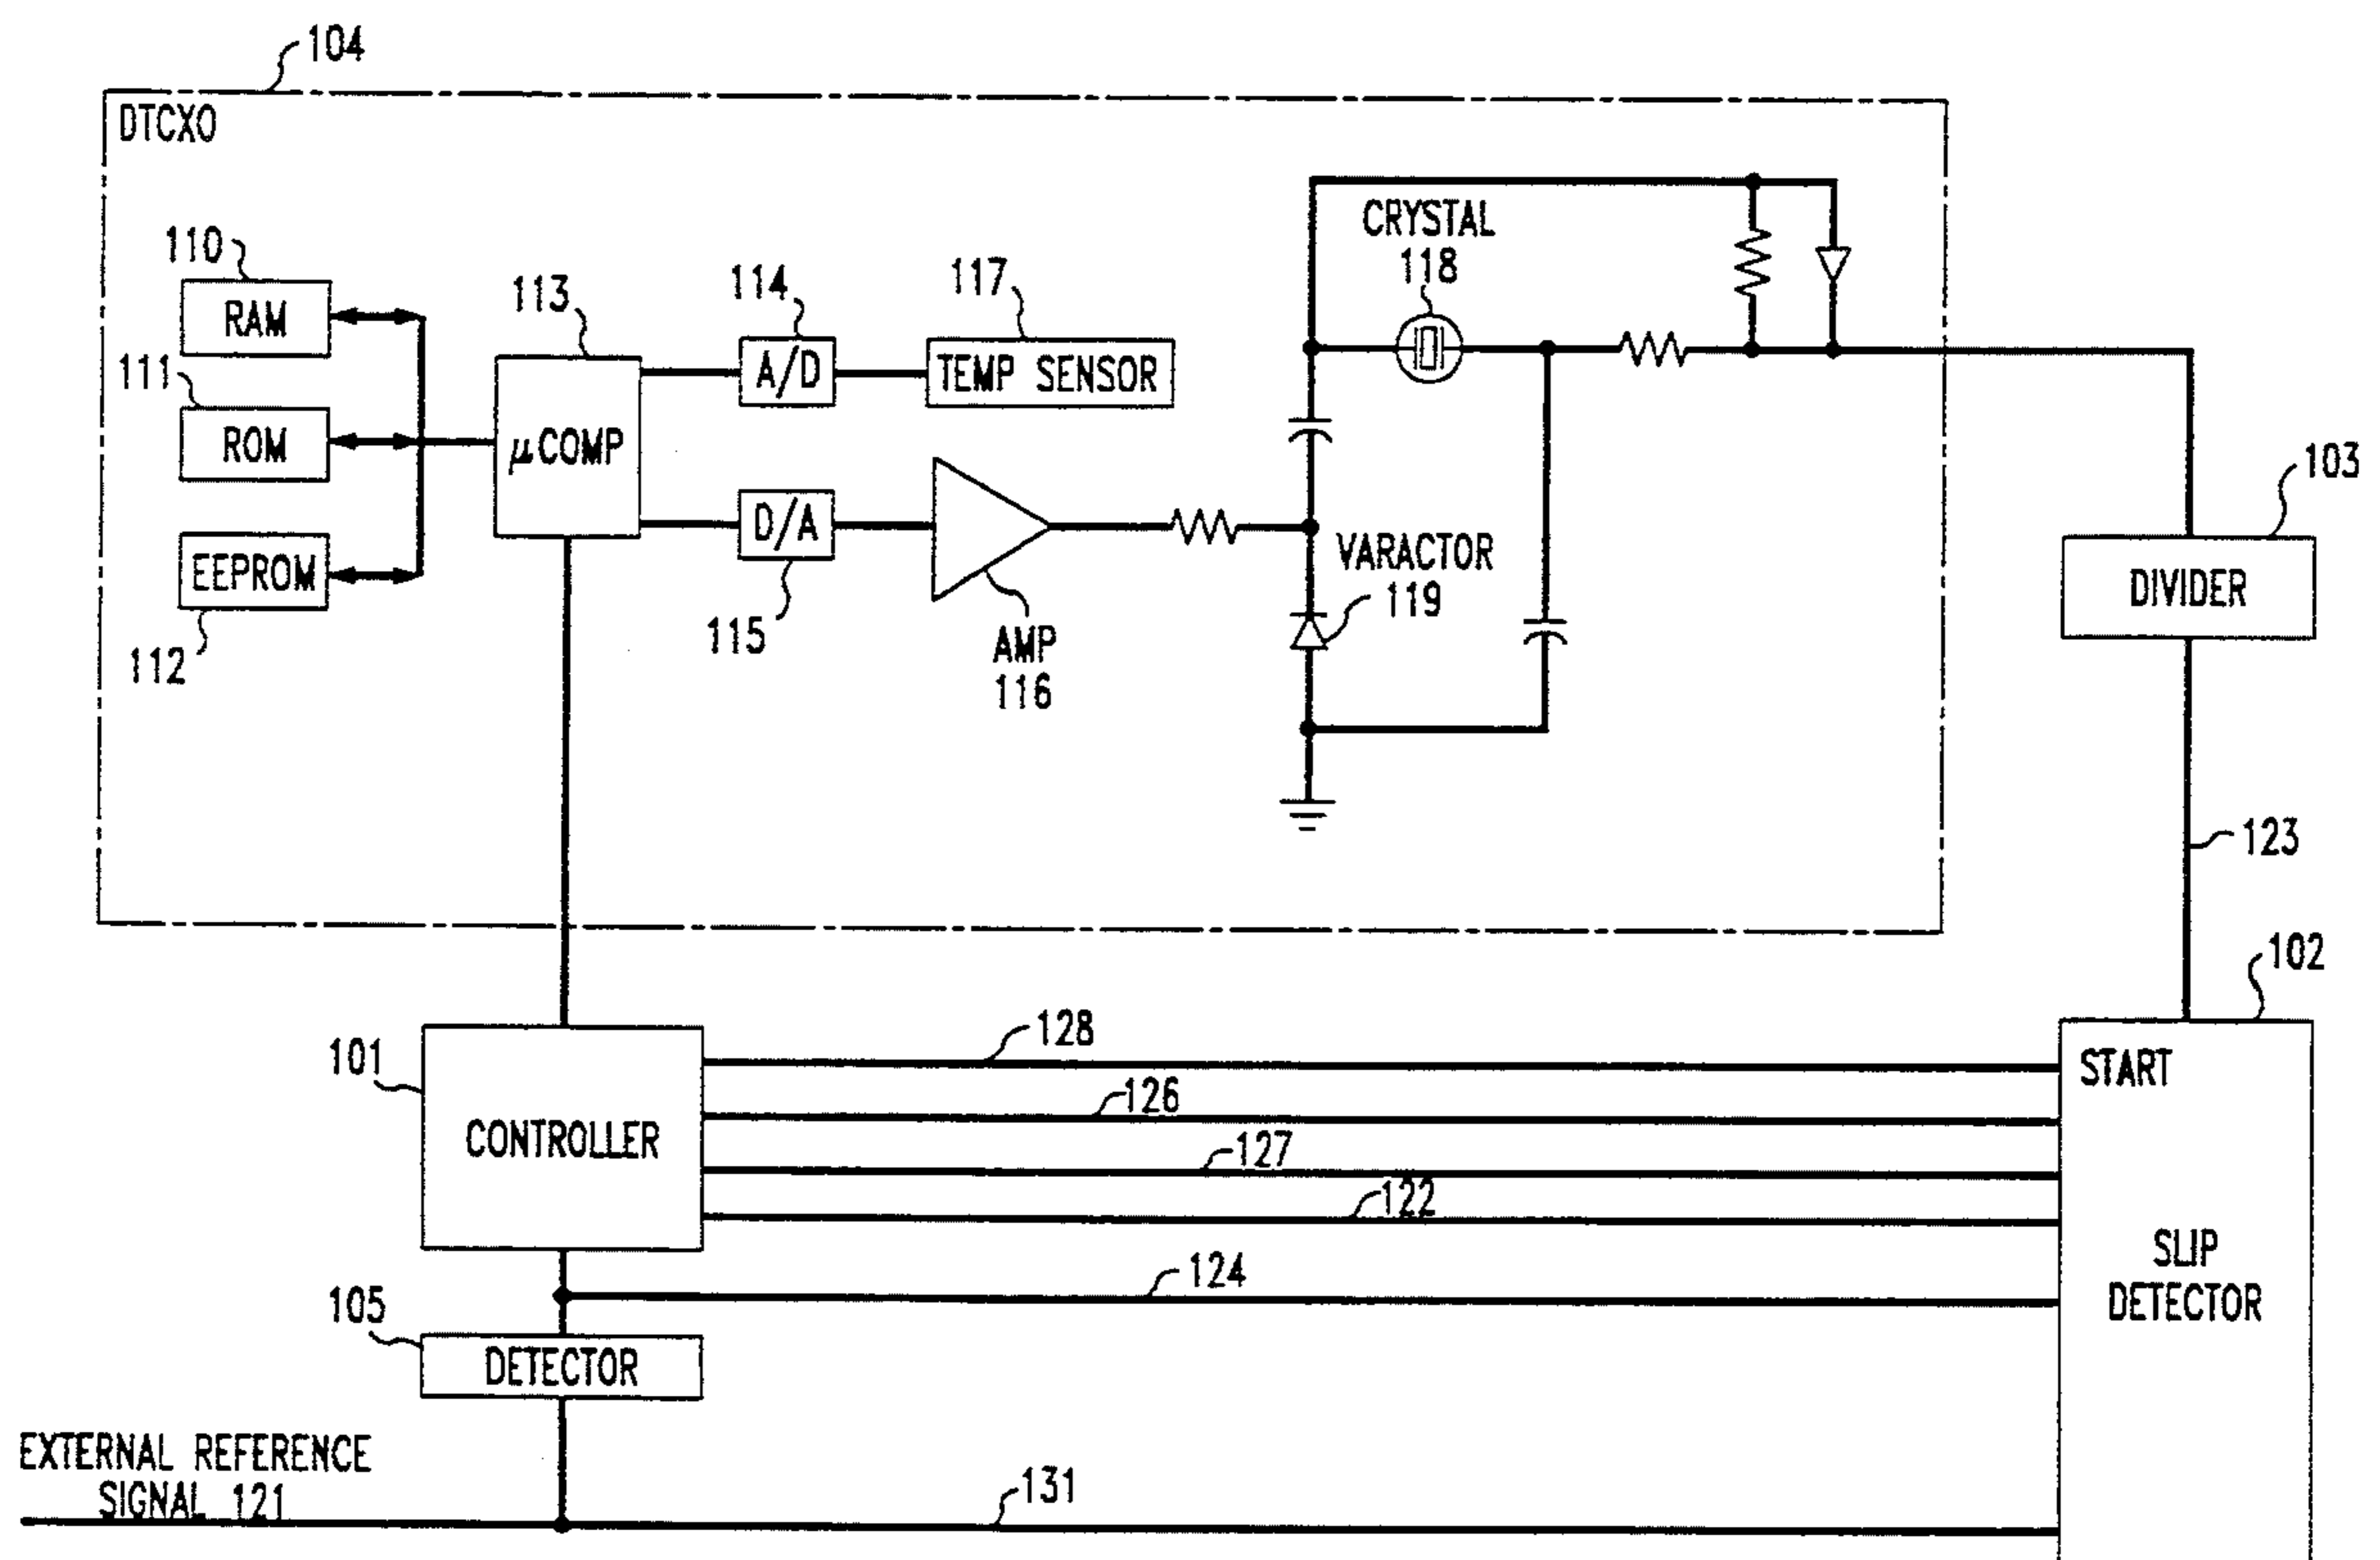 104
DTCXO
110
RAM
111
ROM
EEPROM
112
113
μCOMP
114
A/D
117
TEMP SENSOR
D/A
115
AMP
116
CRYSTAL
118
VARACTOR
119
103
DIVIDER
123
102
101
CONTROLLER
128
126
127
122
124
START
SLIP
DETECTOR
105
DETECTOR
EXTERNAL REFERENCE
SIGNAL 121
131